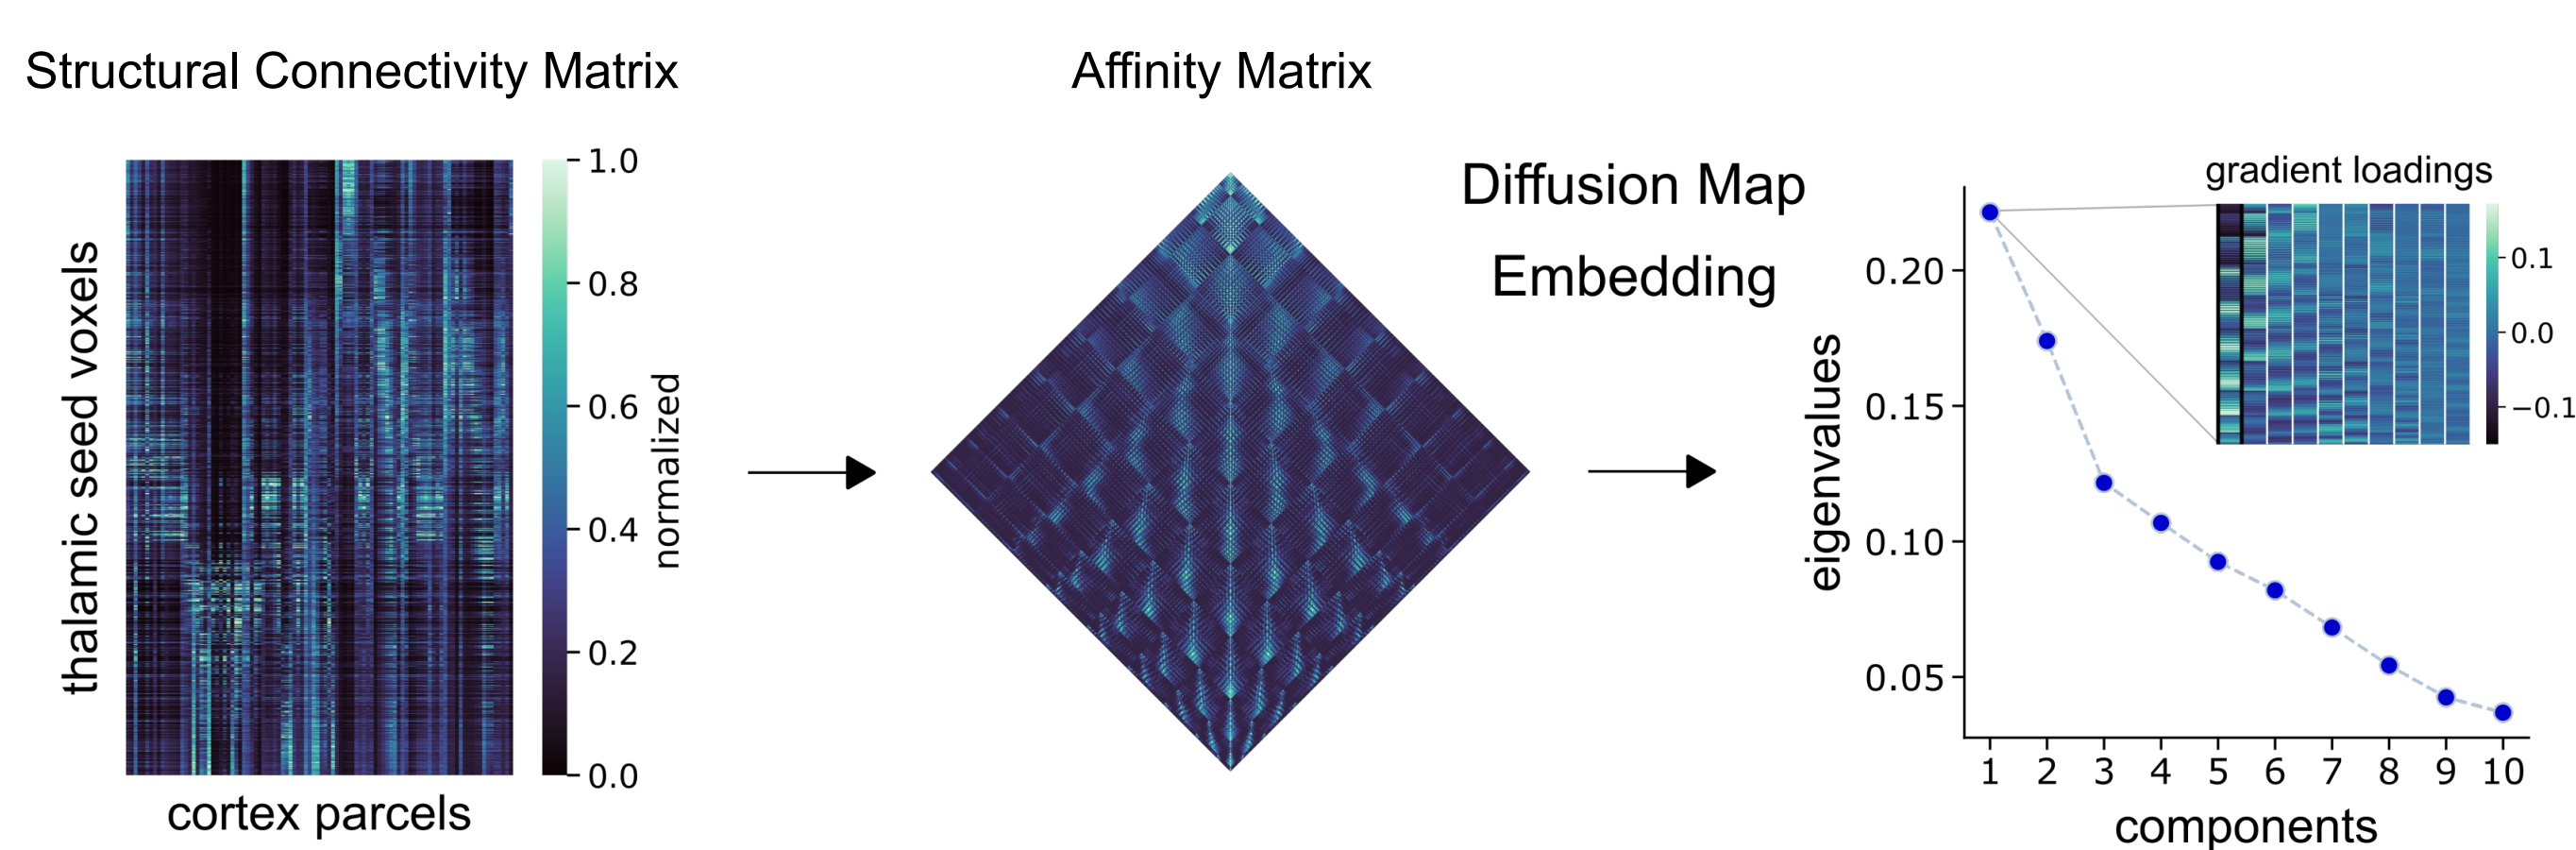 Structural Connectivity Matrix
thalamic seed voxels
cortex parcels
1.0
0.8
0.6
0.4
0.2
0.0
normalized
Affinity Matrix
Diffusion Map
Embedding
eigenvalues
0.20
0.15
0.10
0.05
1 2 3 4 5 6 7 8 9 10
components
gradient loadings
0.1
0.0
−0.1